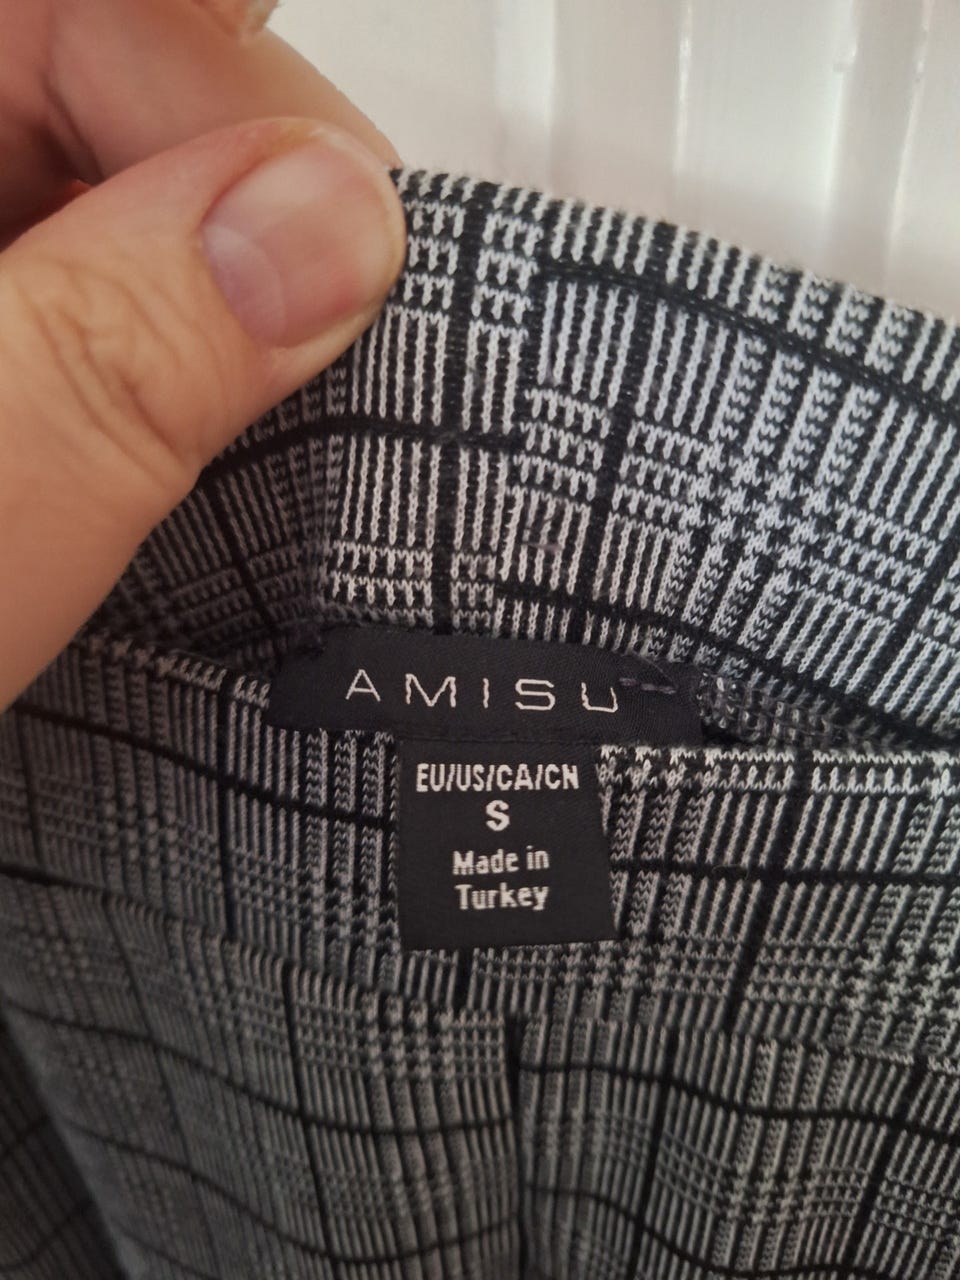 AMISU
EU/US/CA/CN
S
Made in
Turkey